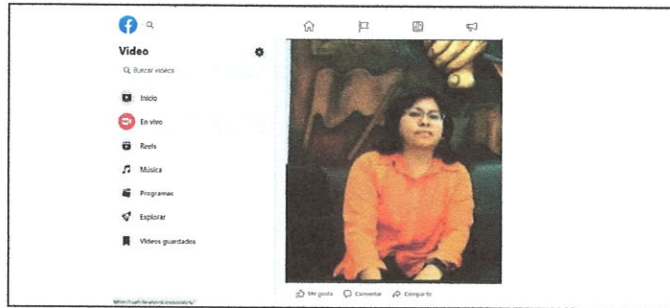 Video
Buscar videos
Inicio
En vivo
Reels
Música
Programas
Explorar
Videos guardados
Me gusta
Comentar
Compartir